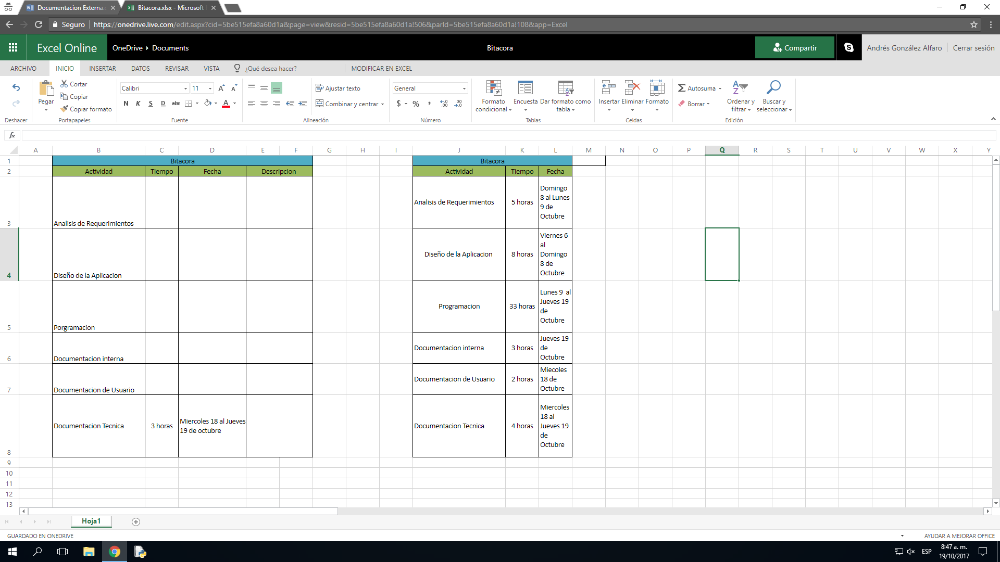 Documentacion Externa.
Bitacora.xlsx - Microsoft
Seguro
https://onedrive.live.com/edit.aspx?cid=5be515efa8a60d1a&page=view&resid=5be515efa8a60d1a!506&parId=5be515efa8a60d1a!108&app=Excel
Excel Online
OneDrive Documents
Bitacora
Compartir
Andrés González Alfaro
Cerrar sesión
ARCHIVO INICIO INSERTAR DATOS REVISAR VISTA ¿Qué desea hacer? MODIFICAR EN EXCEL
Deshacer
Pegar
Cortar
Copiar
Copiar formato
Portapapeles
Calibri 11
N K S D abc A
Fuente
Ajustar texto
Combinar y centrar
Alineación
General
$ % ,
Número
Formato condicional
Encuesta
Dar formato como tabla
Tablas
Insertar Eliminar Formato
Celdas
Autosuma
Borrar
Ordenar y filtrar
Buscar y seleccionar
Edición
fx
A B C D E F G H I J K L M N O P Q R S T U V W X Y
1 Bitacora Bitacora
2 Actividad Tiempo Fecha Descripcion Actividad Tiempo Fecha
3 Analisis de Requerimientos Analisis de Requerimientos 5 horas Domingo 8 al Lunes 9 de Octubre
4 Diseño de la Aplicacion Diseño de la Aplicacion 8 horas Viernes 6 al Domingo 8 de Octubre
5 Porgramacion Programacion 33 horas Lunes 9 al Jueves 19 de Octubre
6 Documentacion interna Documentacion interna 3 horas Jueves 19 de Octubre
7 Documentacion de Usuario Documentacion de Usuario 2 horas Miecoles 18 de Octubre
8 Documentacion Tecnica 3 horas Miercoles 18 al Jueves 19 de octubre Documentacion Tecnica 4 horas Miercoles 18 al Jueves 19 de Octubre
9
10
11
12
13
Hoja1
GUARDADO EN ONEDRIVE
AYUDAR A MEJORAR OFFICE
ESP
8:47 a. m.
19/10/2017